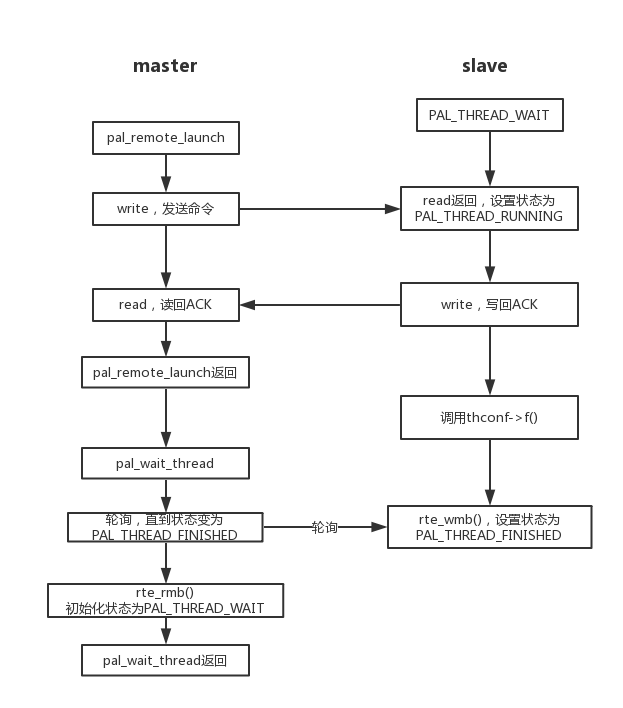 master
slave
pal_remote_launch
PAL_THREAD_WAIT
write，发送命令
read返回，设置状态为
PAL_THREAD_RUNNING
read，读回ACK
write，写回ACK
pal_remote_launch返回
调用thconf->f()
pal_wait_thread
轮询，直到状态变为
PAL_THREAD_FINISHED
轮询
rte_wmb()，设置状态为
PAL_THREAD_FINISHED
rte_rmb()
初始化状态为PAL_THREAD_WAIT
pal_wait_thread返回